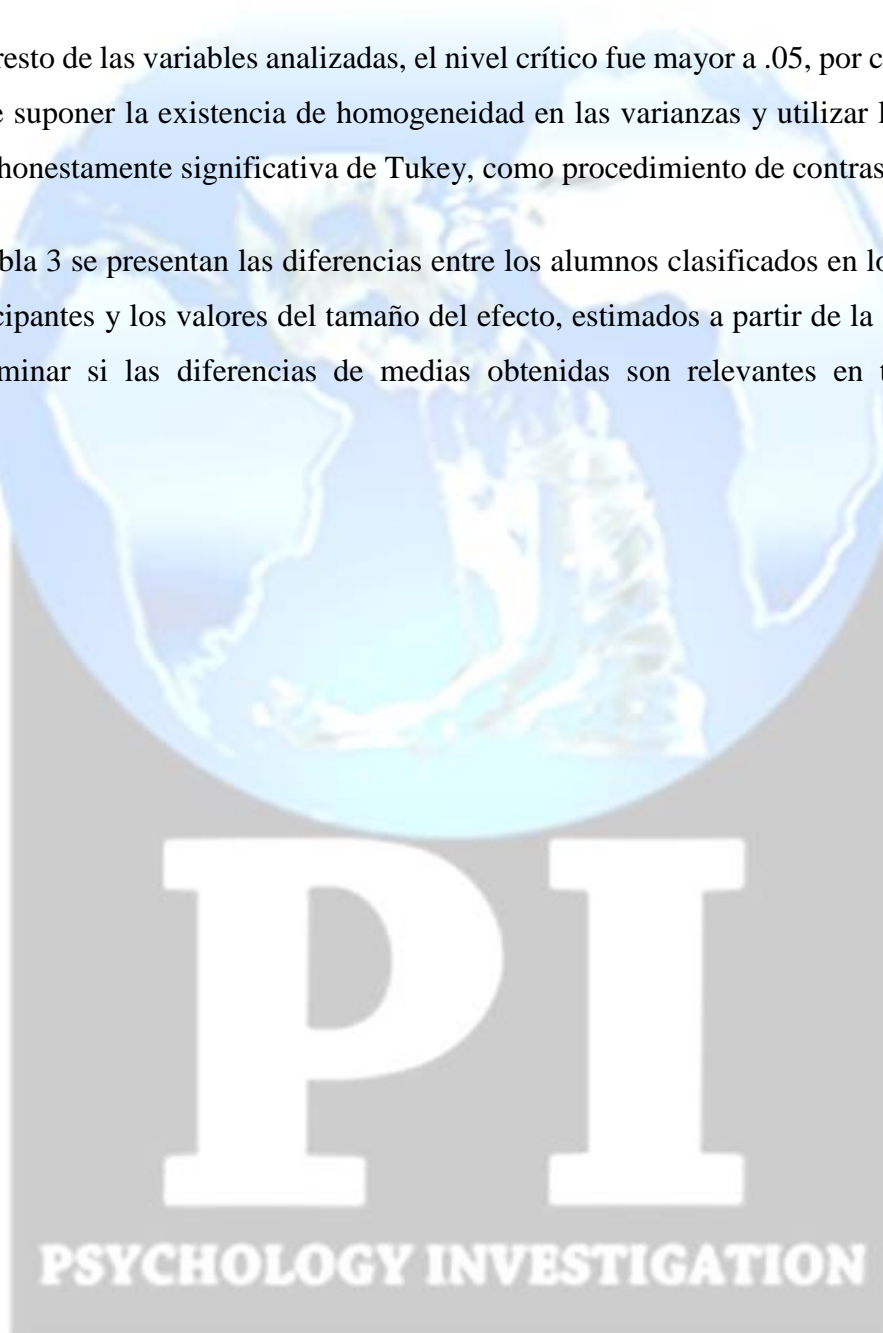 resto de las variables analizadas, el nivel crítico fue mayor a .05, por c
e suponer la existencia de homogeneidad en las varianzas y utilizar l
honestamente significativa de Tukey, como procedimiento de contras
bla 3 se presentan las diferencias entre los alumnos clasificados en lo
cipantes y los valores del tamaño del efecto, estimados a partir de la
minar si las diferencias de medias obtenidas son relevantes en t
PI
PSYCHOLOGY INVESTIGATION